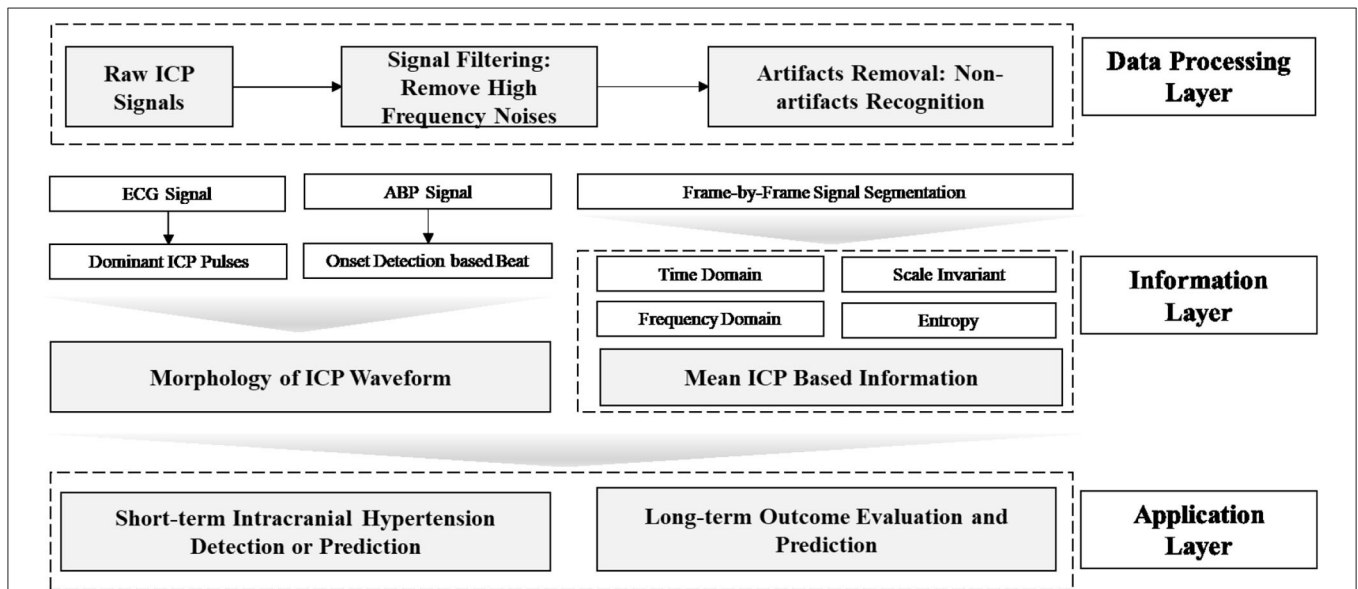 Raw ICP
Signals
Signal Filtering:
Remove High
Frequency Noises
Artifacts Removal: Non-
artifacts Recognition
Data Processing
Layer
ECG Signal
ABP Signal
Frame-by-Frame Signal Segmentation
Dominant ICP Pulses
Onset Detection based Beat
Time Domain
Scale Invariant
Frequency Domain
Entropy
Information
Layer
Morphology of ICP Waveform
Mean ICP Based Information
Short-term Intracranial Hypertension
Detection or Prediction
Long-term Outcome Evaluation and
Prediction
Application
Layer